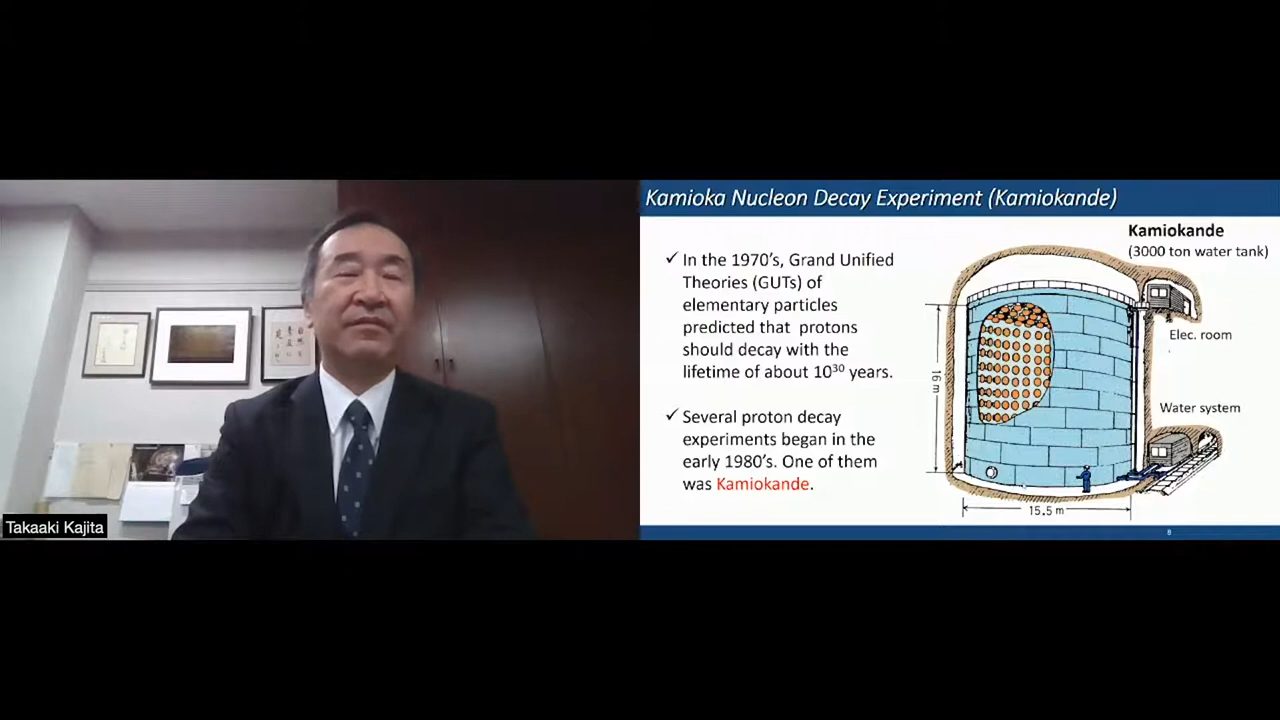 Takaaki Kajita
Kamioka Nucleon Decay Experiment (Kamiokande)
✓ In the 1970's, Grand Unified
Theories (GUTs) of
elementary particles
predicted that protons
should decay with the
lifetime of about 10³⁰ years.
✓ Several proton decay
experiments began in the
early 1980's. One of them
was Kamiokande.
Kamiokande
(3000 ton water tank)
Elec. room
Water system
16 m
15.5 m
8